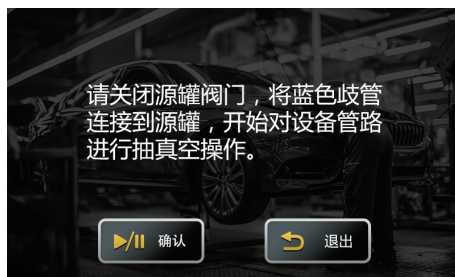 请关闭源罐阀门，将蓝色歧管
连接到源罐，开始对设备管路
进行抽真空操作。
确认
退出